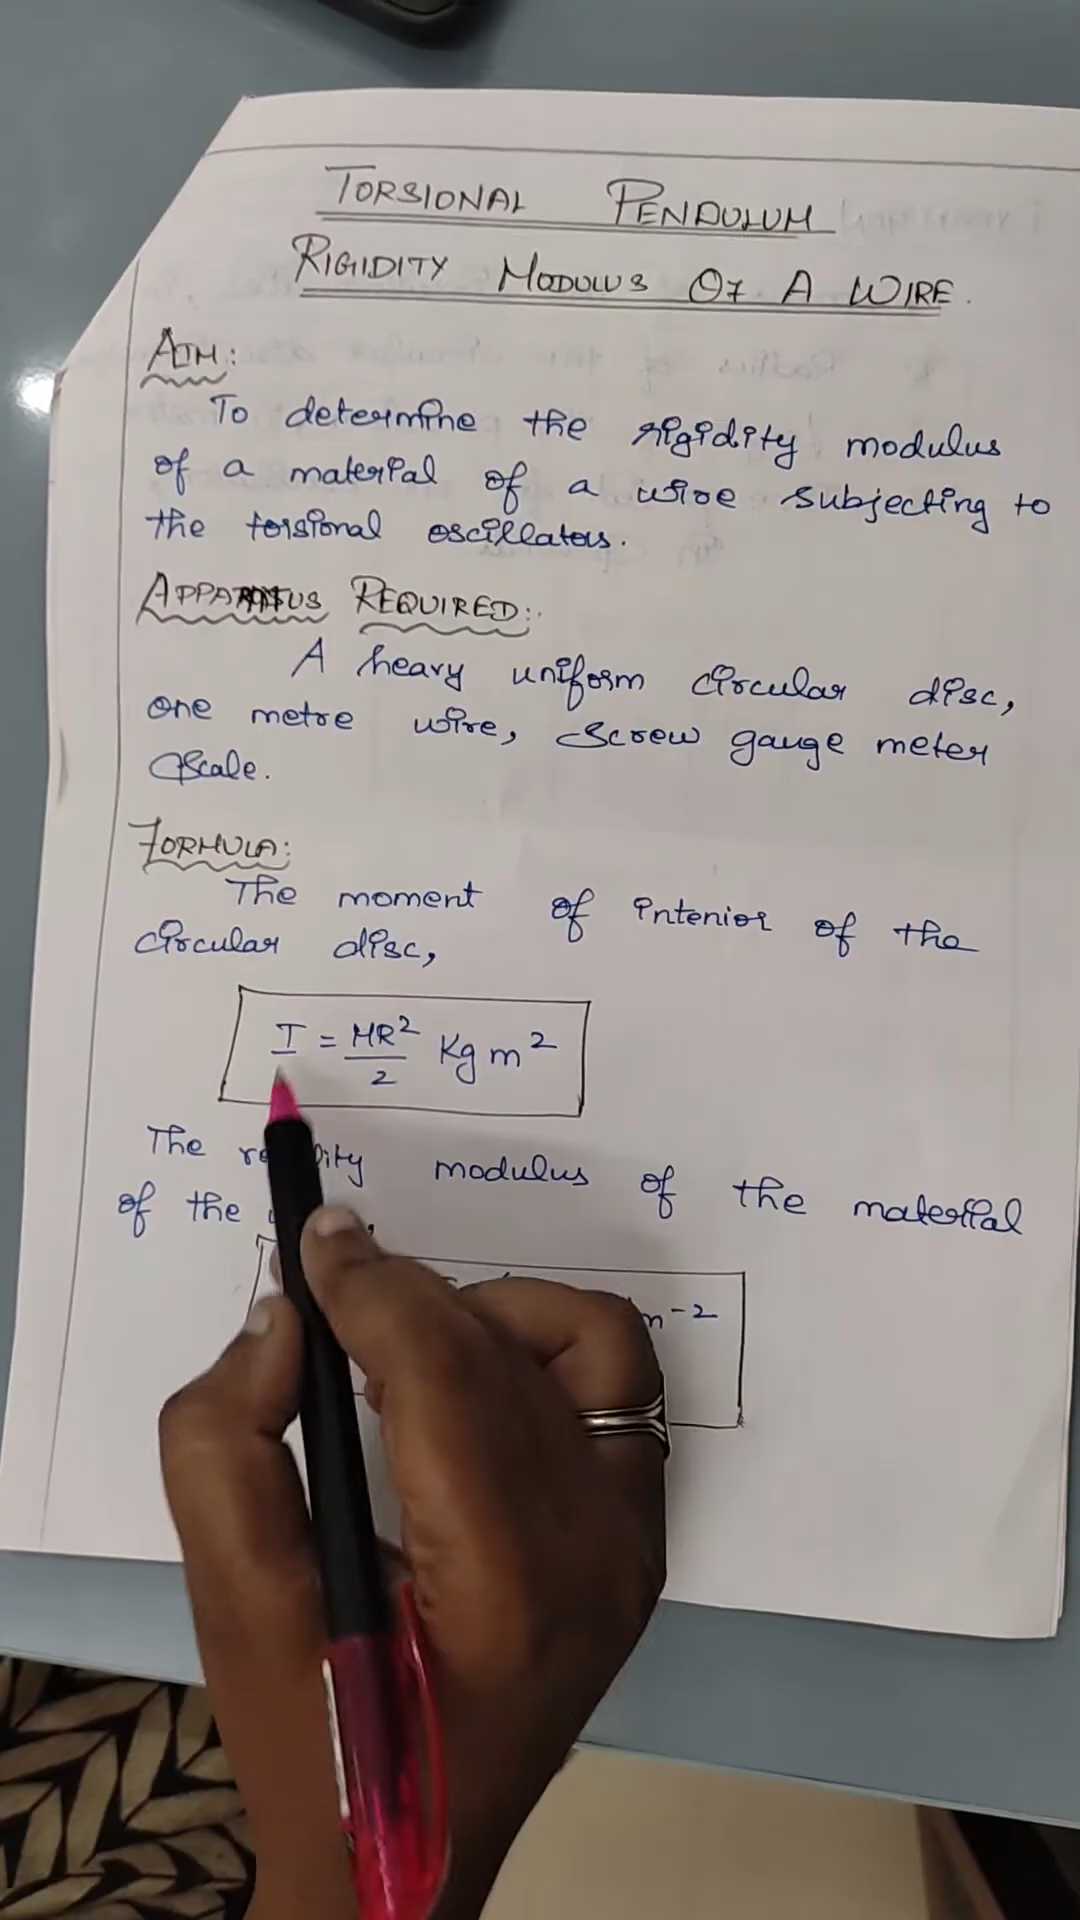 TORSIONAL PENDULUM
RIGIDITY MODULUS OF A WIRE.
AIM:
To determine the rigidity modulus
of a material of a wire subjecting to
the torsional oscillators.
APPARATUS REQUIRED:
A heavy uniform circular disc,
one metre wire, screw gauge meter
scale.
FORMULA:
The moment of intenior of the
circular disc,
I = MR²/2 Kg m²
The modulus of the material
of the
m⁻²